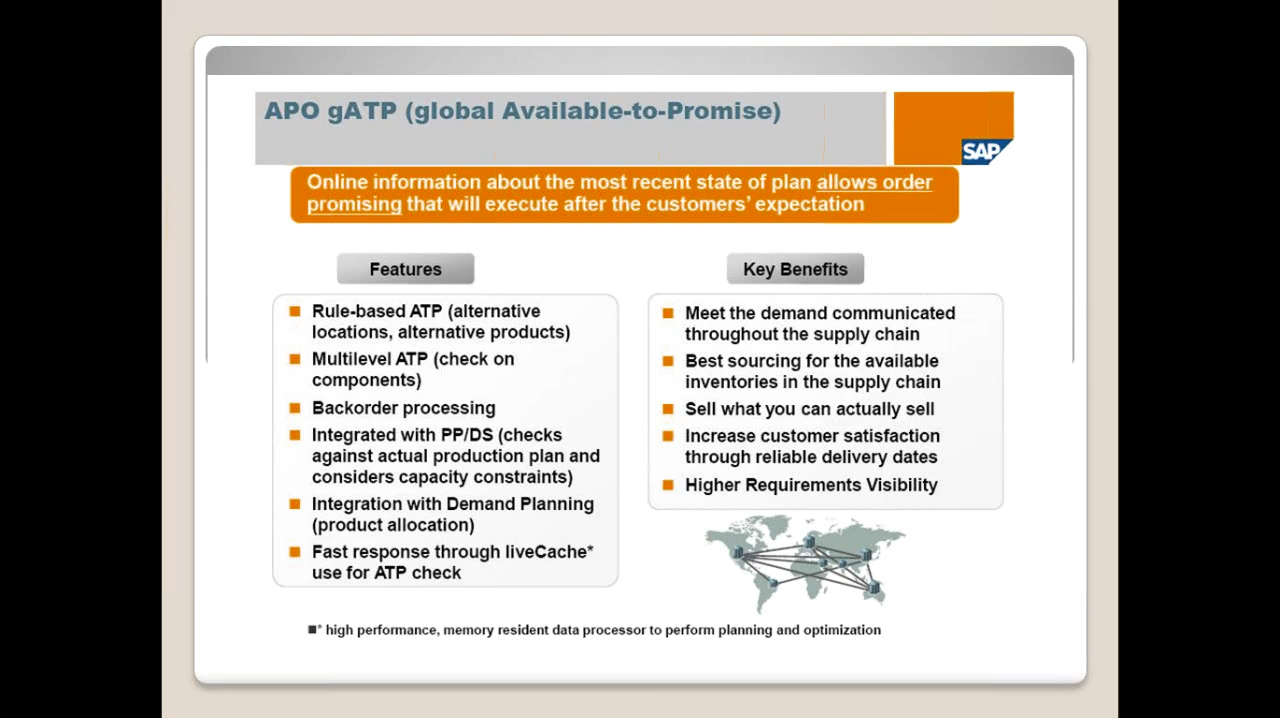 APO gATP (global Available-to-Promise)
SAP
Online information about the most recent state of plan allows order
promising that will execute after the customers' expectation
Features
Rule-based ATP (alternative
locations, alternative products)
Multilevel ATP (check on
components)
Backorder processing
Integrated with PP/DS (checks
against actual production plan and
considers capacity constraints)
Integration with Demand Planning
(product allocation)
Fast response through liveCache*
use for ATP check
Key Benefits
Meet the demand communicated
throughout the supply chain
Best sourcing for the available
inventories in the supply chain
Sell what you can actually sell
Increase customer satisfaction
through reliable delivery dates
Higher Requirements Visibility
* high performance, memory resident data processor to perform planning and optimization